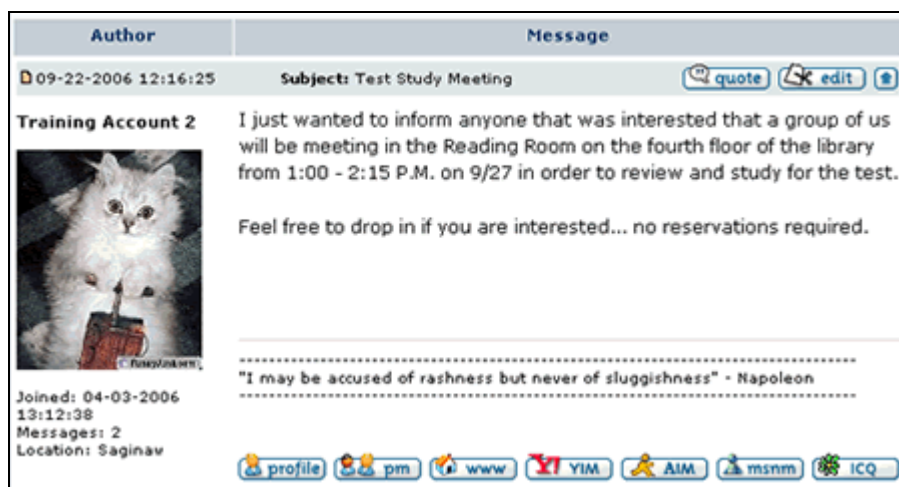 Author
Message
09-22-2006 12:16:25
Subject: Test Study Meeting
quote
edit
Training Account 2
I just wanted to inform anyone that was interested that a group of us
will be meeting in the Reading Room on the fourth floor of the library
from 1:00 - 2:15 P.M. on 9/27 in order to review and study for the test.
Feel free to drop in if you are interested... no reservations required.
"I may be accused of rashness but never of sluggishness" - Napoleon
Joined: 04-03-2006
13:12:38
Messages: 2
Location: Saginaw
profile
pm
www
Y! YIM
AIM
msnm
ICQ